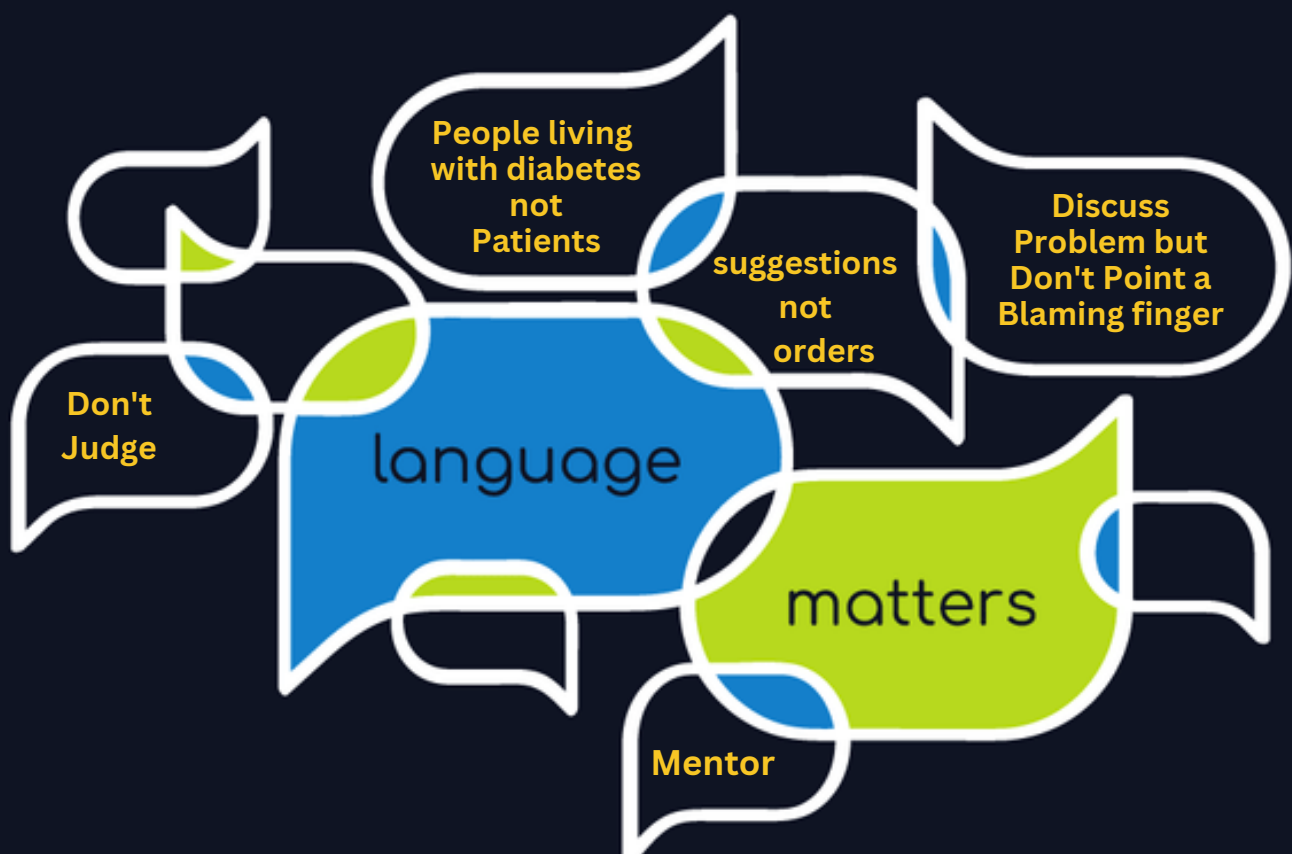 People living
with diabetes
not
Patients
suggestions
not
orders
Discuss
Problem but
Don't Point a
Blaming finger
Don't
Judge
language
matters
Mentor